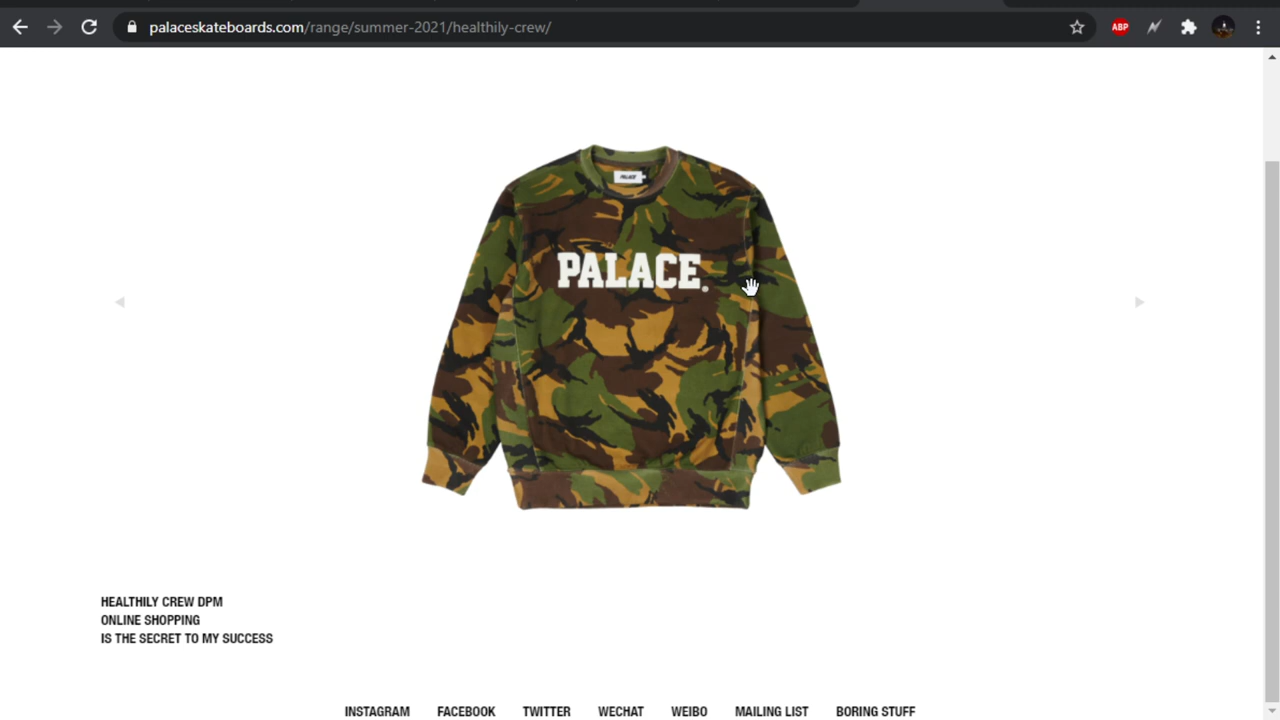 palaceskateboards.com/range/summer-2021/healthily-crew/
ABP
PALACE
PALACE.
HEALTHILY CREW DPM
ONLINE SHOPPING
IS THE SECRET TO MY SUCCESS
INSTAGRAM FACEBOOK TWITTER WECHAT WEIBO MAILING LIST BORING STUFF